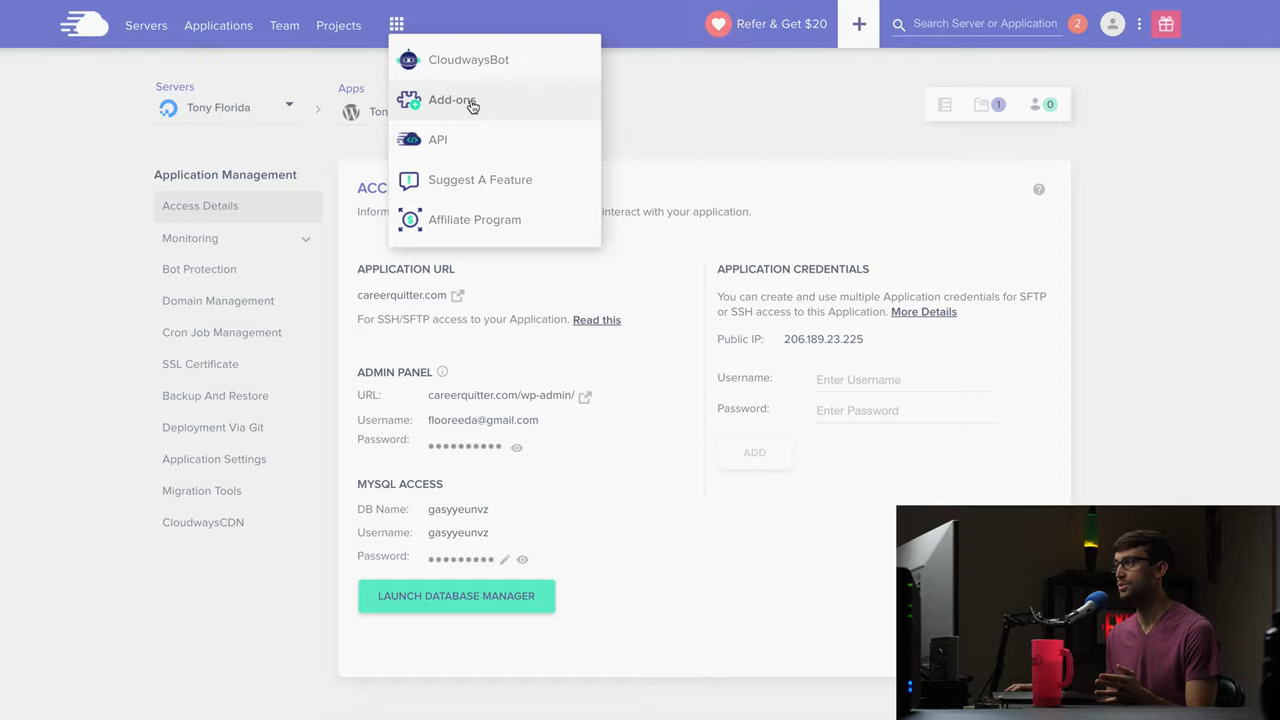 Servers
Applications
Team
Projects
Refer & Get $20
+
Search Server or Application
2
CloudwaysBot
Add-ons
API
Suggest A Feature
Affiliate Program
Servers
Tony Florida
Apps
Ton
1
0
Application Management
Access Details
Monitoring
Bot Protection
Domain Management
Cron Job Management
SSL Certificate
Backup And Restore
Deployment Via Git
Application Settings
Migration Tools
CloudwaysCDN
ACC
Inform
interact with your application.
?
APPLICATION URL
careerquitter.com
For SSH/SFTP access to your Application. Read this
ADMIN PANEL
URL: careerquitter.com/wp-admin/
Username: flooreeda@gmail.com
Password: ••••••••••
MYSQL ACCESS
DB Name: gasyyeunvz
Username: gasyyeunvz
Password: •••••••••
LAUNCH DATABASE MANAGER
APPLICATION CREDENTIALS
You can create and use multiple Application credentials for SFTP
or SSH access to this Application. More Details
Public IP: 206.189.23.225
Username: Enter Username
Password: Enter Password
ADD